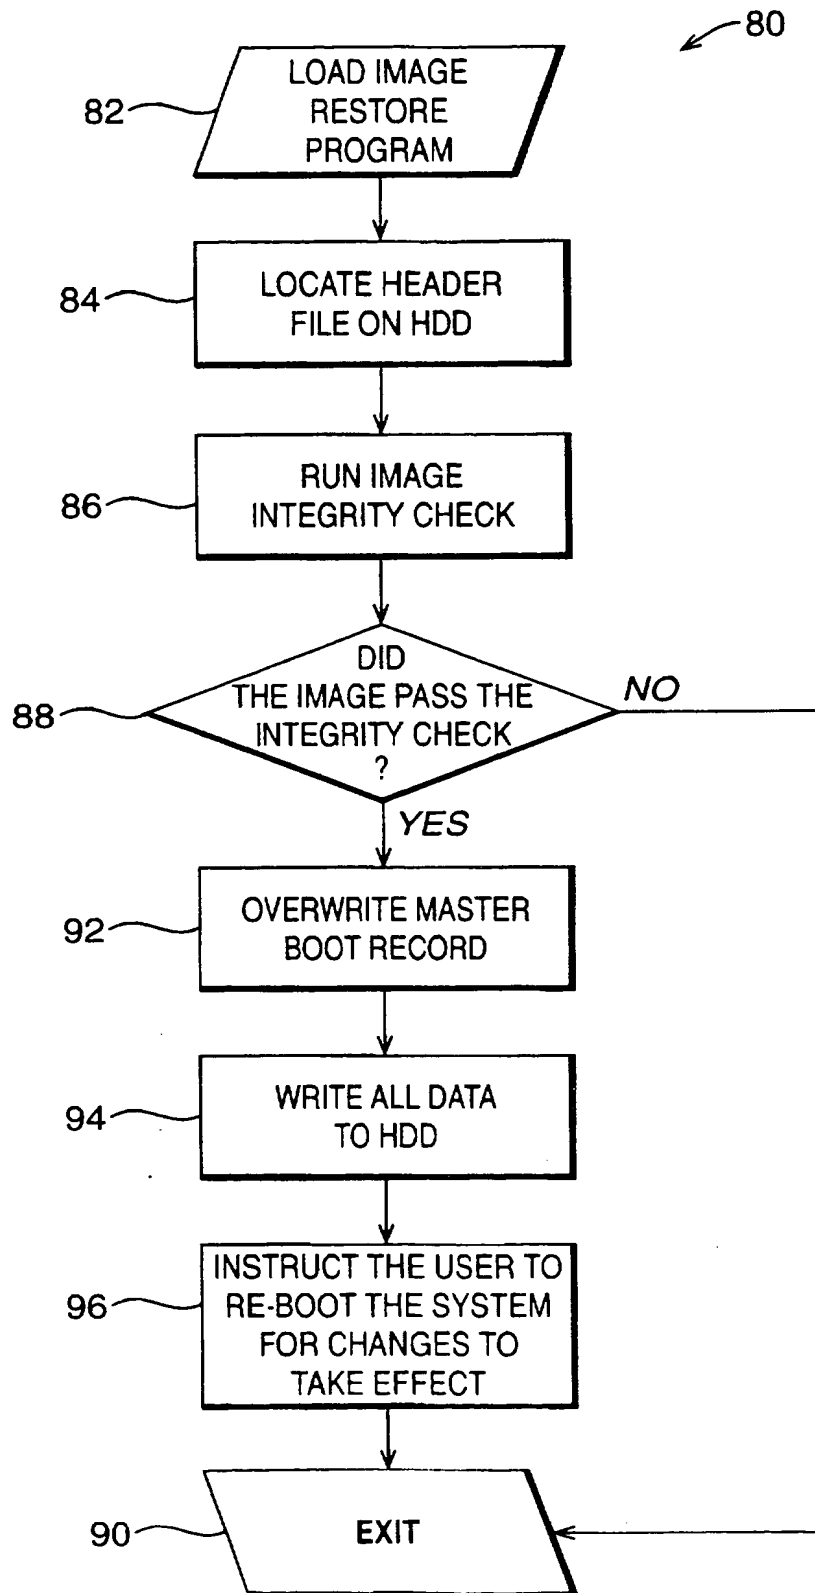 80
82
LOAD IMAGE
RESTORE
PROGRAM
84
LOCATE HEADER
FILE ON HDD
86
RUN IMAGE
INTEGRITY CHECK
88
DID
THE IMAGE PASS THE
INTEGRITY CHECK
?
NO
YES
92
OVERWRITE MASTER
BOOT RECORD
94
WRITE ALL DATA
TO HDD
96
INSTRUCT THE USER TO
RE-BOOT THE SYSTEM
FOR CHANGES TO
TAKE EFFECT
90
EXIT